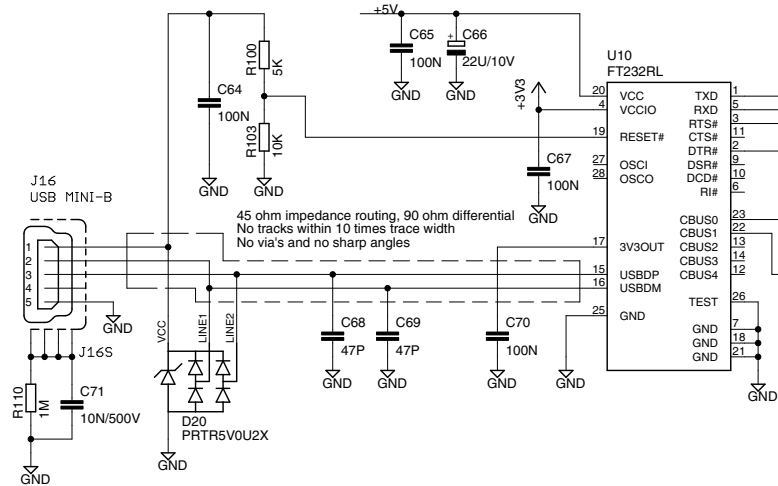 +5V
C65
100N
GND
C66
+
22U/10V
GND
R100
5K
C64
100N
GND
R103
10K
GND
+3V3
C67
100N
GND
U10
FT232RL
20 VCC TXD 1
4 VCCIO RXD 5
RTS# 3
19 RESET# CTS# 11
DTR# 2
27 OSCI DSR# 9
28 OSCO DCD# 10
RI# 6
CBUS0 23
CBUS1 22
17 3V3OUT CBUS2 13
CBUS3 14
15 USBDP CBUS4 12
16 USBDM
TEST 26
25 GND
GND 7
GND 18
GND 21
GND
GND
J16
USB MINI-B
1
2
3
4
5
GND
J16S
R110
1M
C71
10N/500V
GND
45 ohm impedance routing, 90 ohm differential
No tracks within 10 times trace width
No via's and no sharp angles
VCC
LINE1
LINE2
D20
PRTR5V0U2X
GND
C68
47P
GND
C69
47P
GND
C70
100N
GND